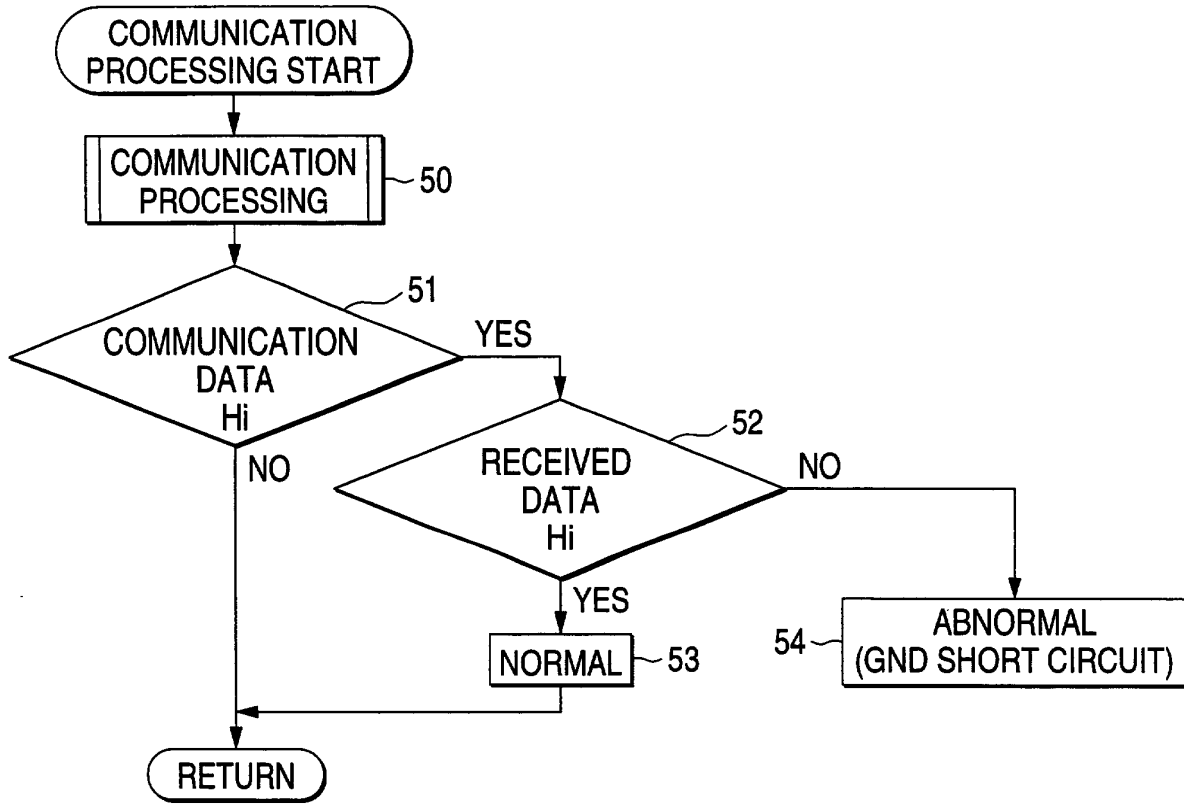 COMMUNICATION
PROCESSING START
COMMUNICATION
PROCESSING
50
51
COMMUNICATION
DATA
Hi
YES
NO
52
RECEIVED
DATA
Hi
NO
YES
NORMAL
53
54
ABNORMAL
(GND SHORT CIRCUIT)
RETURN